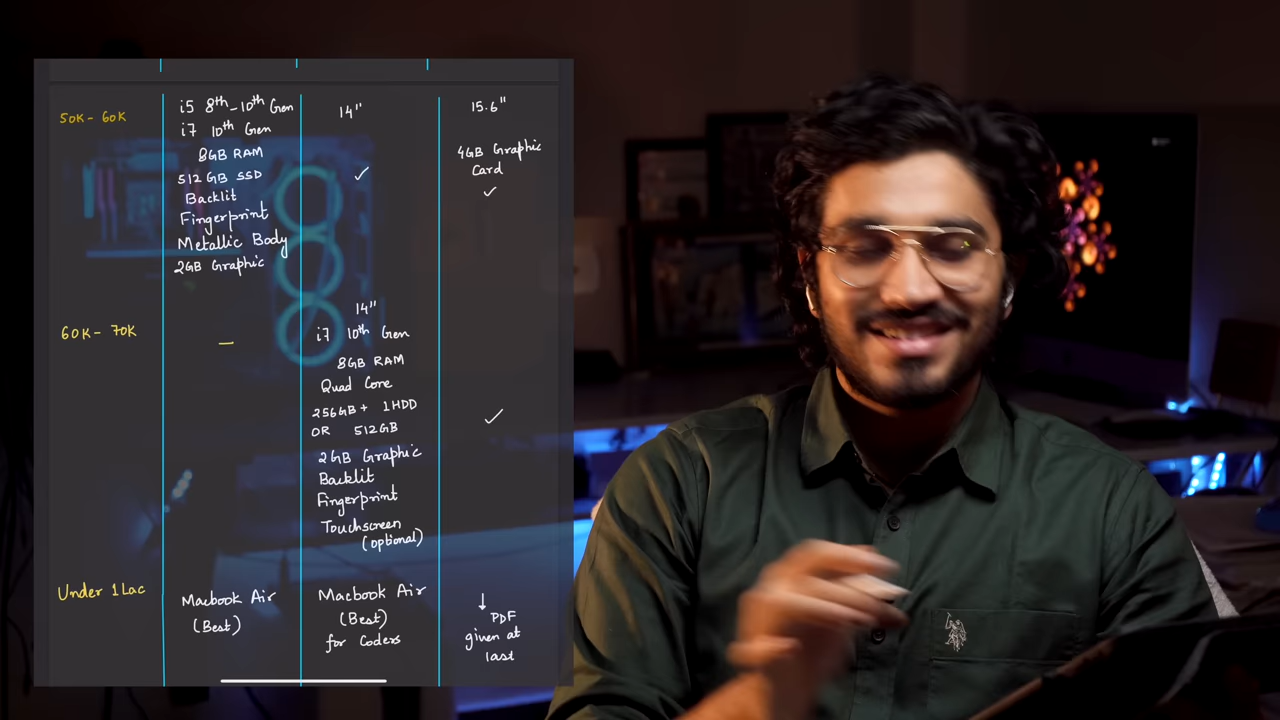 50K - 60K
i5 8th - 10th Gen
i7 10th Gen
8GB RAM
512 GB SSD
Backlit
Fingerprint
Metallic Body
2GB Graphic
14"
15.6"
4GB Graphic
Card
60K - 70K
14"
i7 10th Gen
8GB RAM
Quad Core
256GB + 1HDD
OR 512GB
2GB Graphic
Backlit
Fingerprint
Touchscreen
(optional)
Under 1 Lac
Macbook Air
(Best)
Macbook Air
(Best)
for Coders
PDF
given at
last